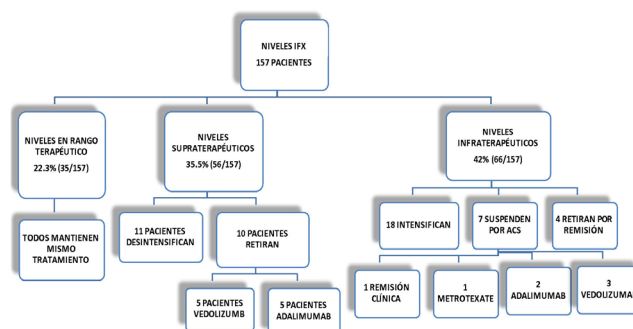 NIVELES IFX
157 PACIENTES
NIVELES EN RANGO
TERAPÉUTICO
22.3% (35/157)
NIVELES
SUPRATERAPÉUTICOS
35.5% (56/157)
NIVELES
INFRATERAPÉUTICOS
42% (66/157)
TODOS MANTIENEN
MISMO
TRATAMIENTO
11 PACIENTES
DESINTENSIFICAN
10 PACIENTES
RETIRAN
18 INTENSIFICAN
7 SUSPENDEN
POR ACS
4 RETIRAN POR
REMISIÓN
5 PACIENTES
VEDOLIZUMB
5 PACIENTES
ADALIMUMAB
1 REMISIÓN
CLÍNICA
1
METROTEXATE
2
ADALIMUMAB
3
VEDOLIZUMAB